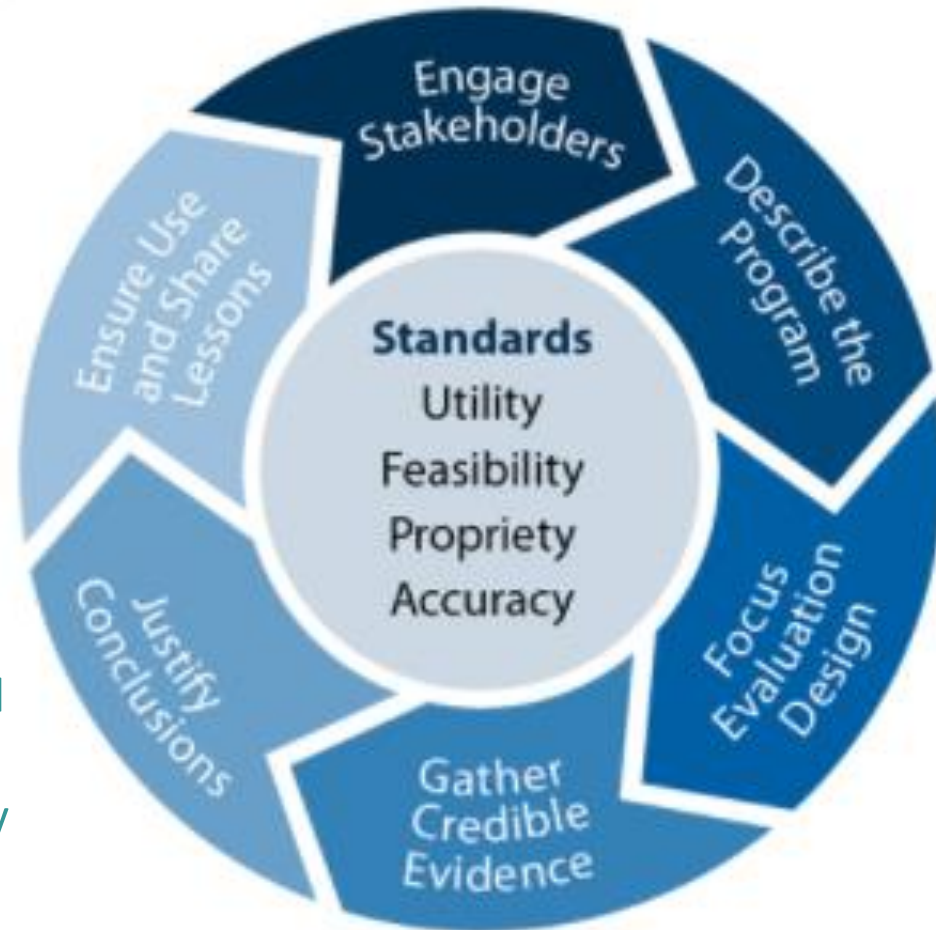 Engage
Stakeholders
Describe the
Program
Focus
Evaluation
Design
Gather
Credible
Evidence
Justify
Conclusions
Ensure Use
and Share
Lessons
Standards
Utility
Feasibility
Propriety
Accuracy